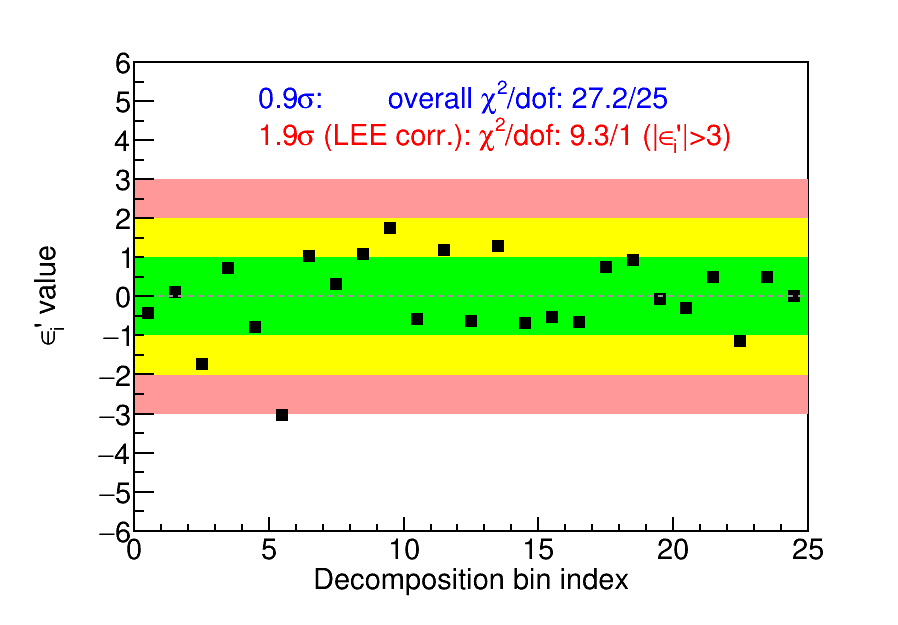 6
5
4
3
2
1
0
−1
−2
−3
−4
−5
−6
0.9σ: overall χ²/dof: 27.2/25
1.9σ (LEE corr.): χ²/dof: 9.3/1 (|ϵᵢ'|>3)
ϵᵢ' value
0 5 10 15 20 25
Decomposition bin index